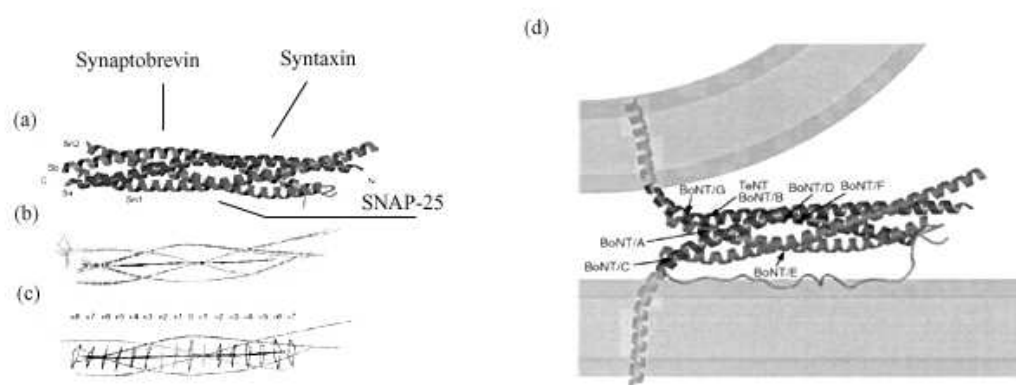 (d)
Synaptobrevin
Syntaxin
(a)
SNAP-25
(b)
(c)
BoNT/G
TeNT
BoNT/B
BoNT/D
BoNT/F
BoNT/A
BoNT/C
BoNT/E